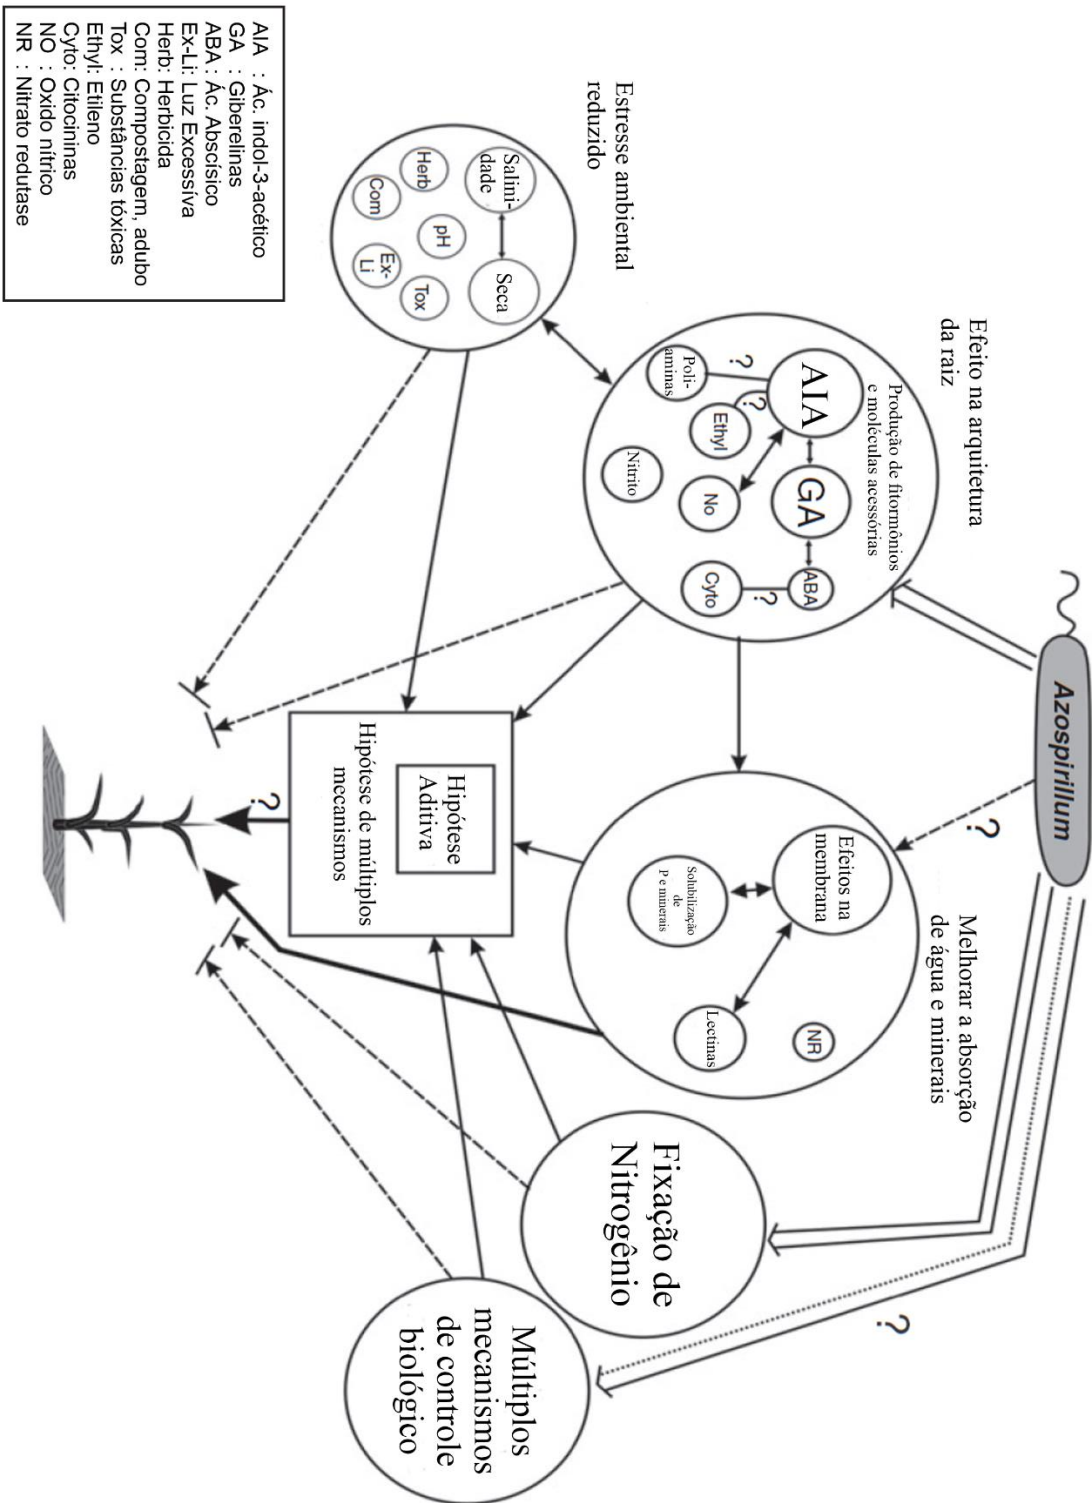 Azospirillum
?
?
Efeito na arquitetura
da raiz
Produção de fitormônios
e moléculas acessórias
AIA
GA
ABA
?
?
?
Poli-
aminas
Ethyl
No
Cyto
Nitrito
Estresse ambiental
reduzido
Salini-
dade
Seca
Herb
pH
Tox
Com
Ex-
Li
Melhorar a absorção
de água e minerais
Efeitos na
membrana
NR
Solubilização
de
P e minerais
Lectinas
Fixação de
Nitrogênio
Múltiplos
mecanismos
de controle
biológico
Hipótese
Aditiva
Hipótese de múltiplos
mecanismos
?
AIA : Ác. indol-3-acético
GA : Giberelinas
ABA : Ác. Abscísico
Ex-Li: Luz Excessíva
Herb: Herbicida
Com: Compostagem, adubo
Tox : Substâncias tóxicas
Ethyl: Etileno
Cyto: Citocininas
NO : Oxido nítrico
NR : Nitrato redutase